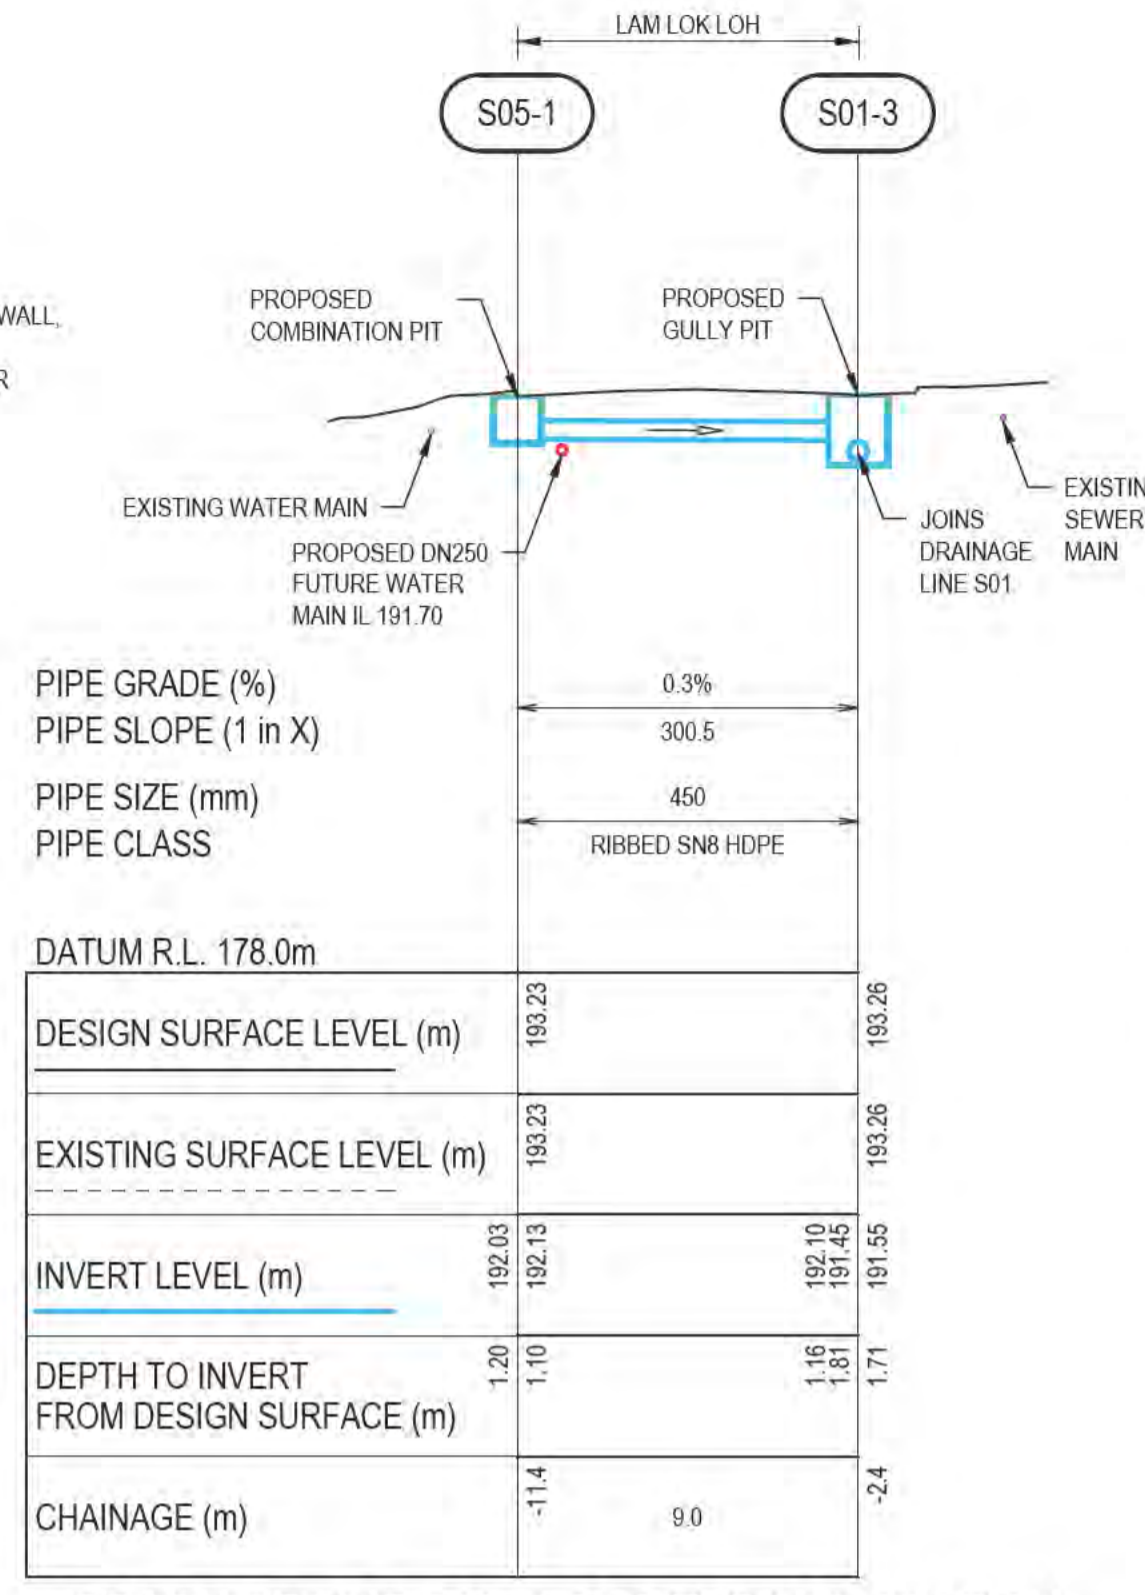 LAM LOK LOH
S05-1
S01-3
WALL,
R
PROPOSED
COMBINATION PIT
PROPOSED
GULLY PIT
EXISTING WATER MAIN
PROPOSED DN250
FUTURE WATER
MAIN IL 191.70
JOINS
DRAINAGE
LINE S01
EXISTIN
SEWER
MAIN
PIPE GRADE (%)
0.3%
PIPE SLOPE (1 in X)
300.5
PIPE SIZE (mm)
450
PIPE CLASS
RIBBED SN8 HDPE
DATUM R.L. 178.0m
DESIGN SURFACE LEVEL (m)
193.23
193.26
EXISTING SURFACE LEVEL (m)
193.23
193.26
INVERT LEVEL (m)
192.03
192.13
192.10
191.45
191.55
DEPTH TO INVERT
FROM DESIGN SURFACE (m)
1.20
1.10
1.16
1.81
1.71
CHAINAGE (m)
-11.4
9.0
-2.4